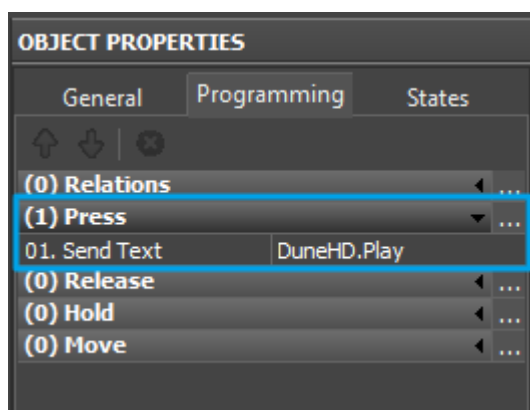 OBJECT PROPERTIES
General Programming States
(0) Relations ...
(1) Press ...
01. Send Text DuneHD.Play
(0) Release ...
(0) Hold ...
(0) Move ...